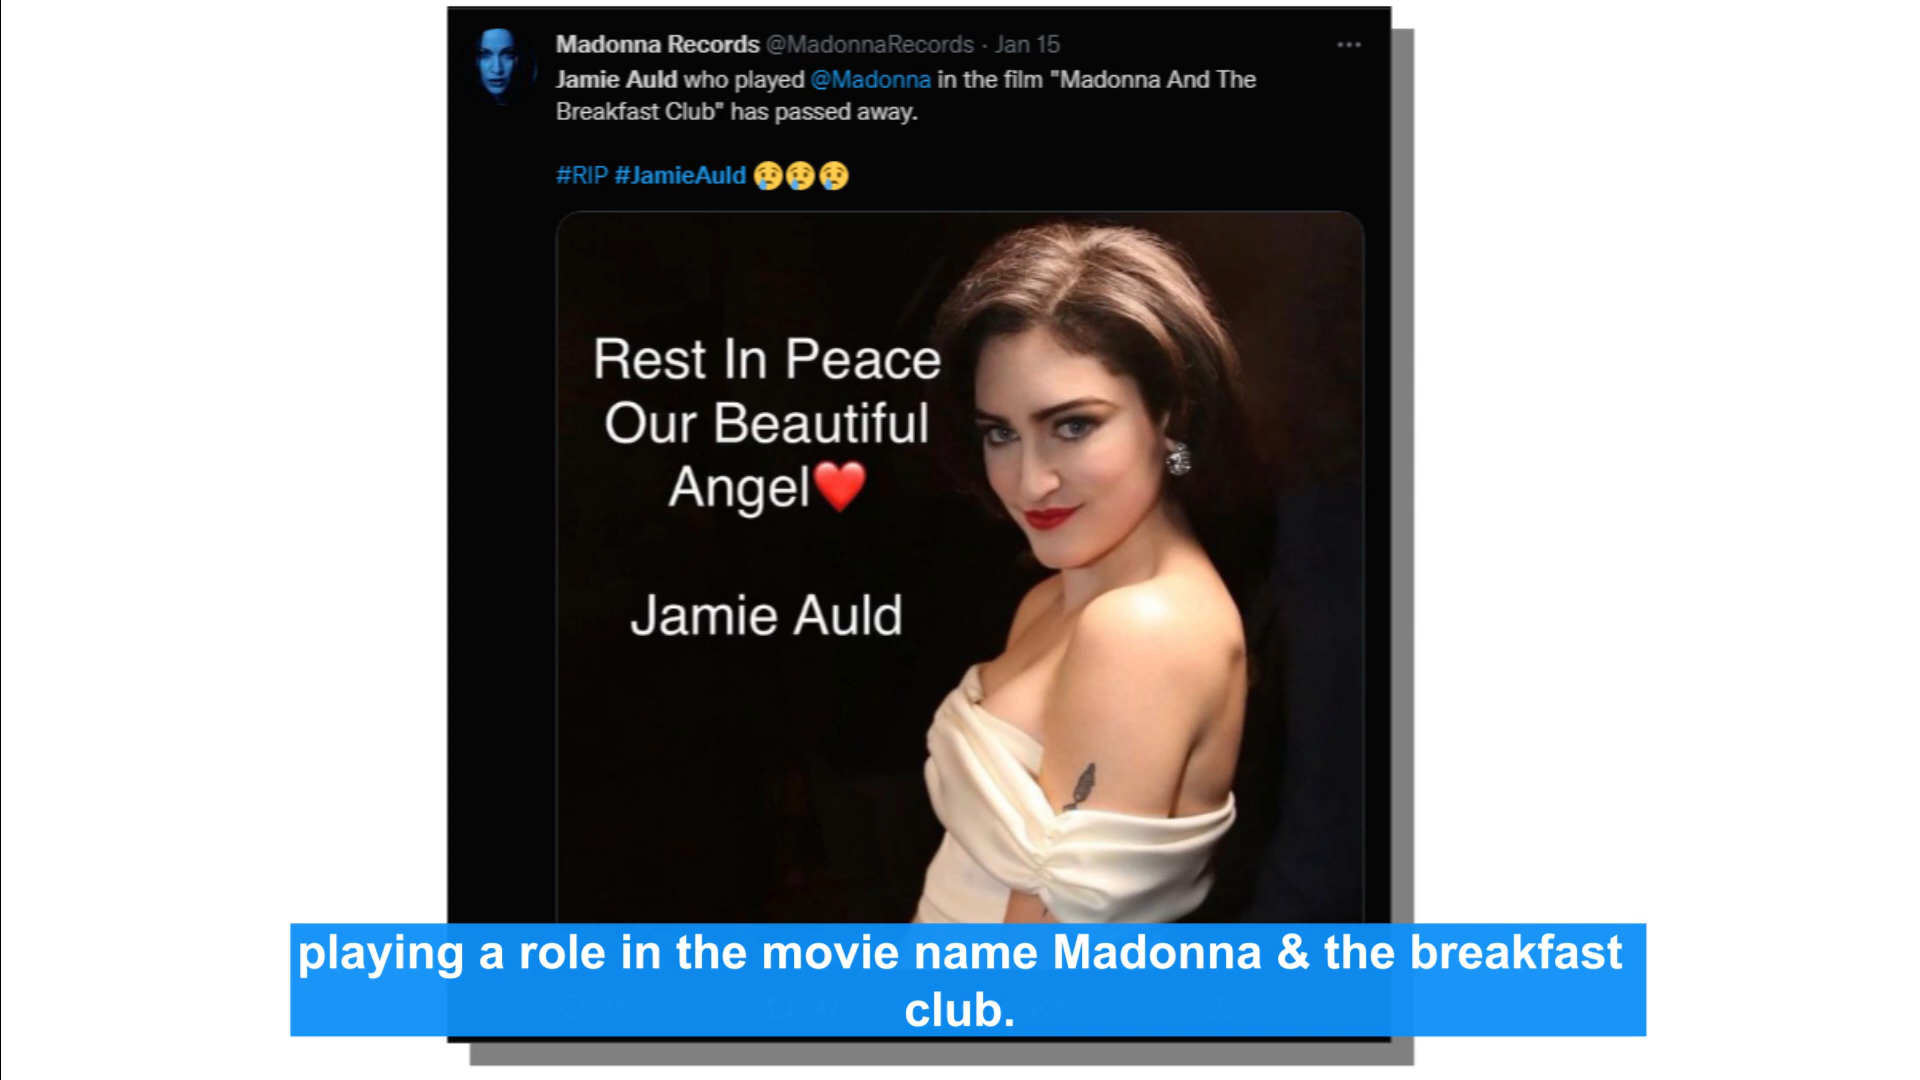 Madonna Records @MadonnaRecords · Jan 15
Jamie Auld who played @Madonna in the film "Madonna And The
Breakfast Club" has passed away.
#RIP #JamieAuld 😢😢😢
Rest In Peace
Our Beautiful
Angel❤️
Jamie Auld
playing a role in the movie name Madonna & the breakfast
club.